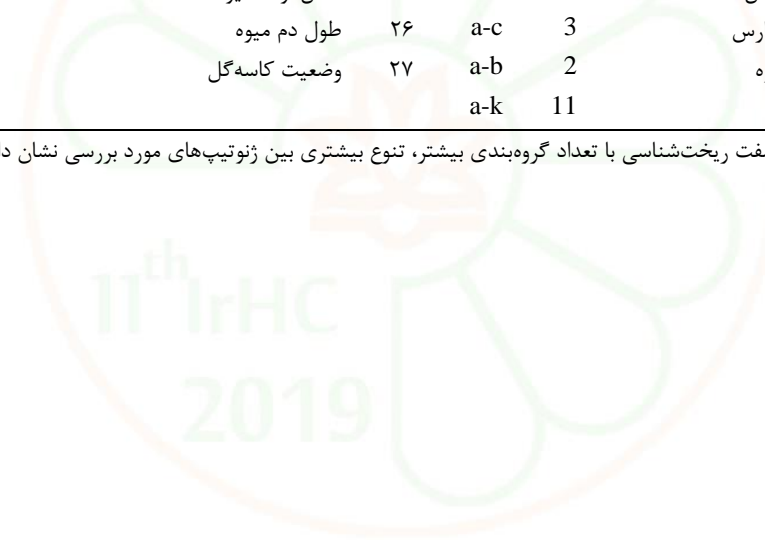 ارس 3 a-c ۲۶ طول دم میوه
2 a-b ۲۷ وضعیت کاسه‌گل
11 a-k
ریخت‌شناسی با تعداد گروه‌بندی بیشتر، تنوع بیشتری بین ژنوتیپ‌های مورد بررسی نشان
11th IrHC
2019